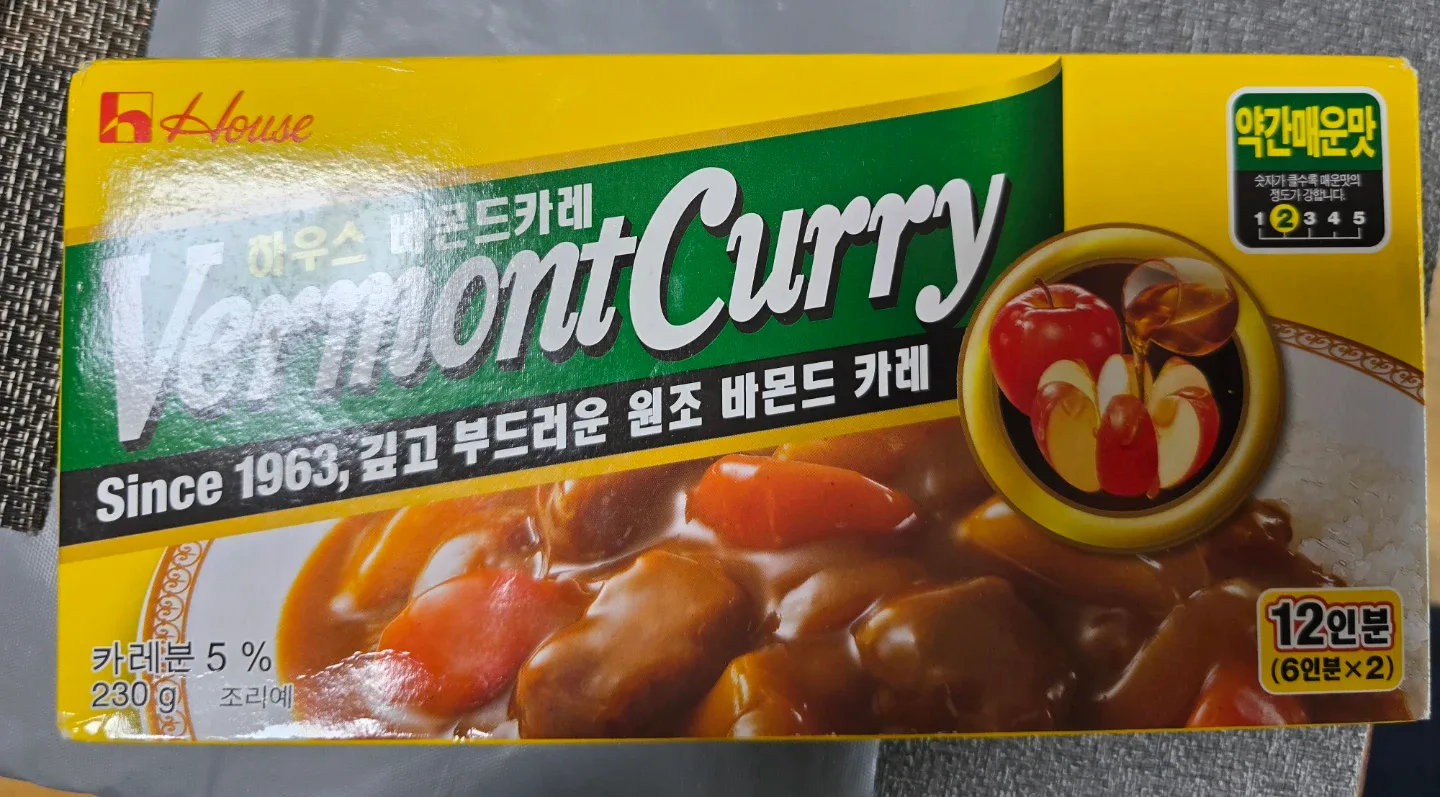 House
약간매운맛
숫자가 클수록 매운맛의
정도가 강합니다.
1 2 3 4 5
하우스 바몬드카레
Vermont Curry
Since 1963, 깊고 부드러운 원조 바몬드 카레
카레분 5 %
230 g 조리예
12인분
(6인분×2)